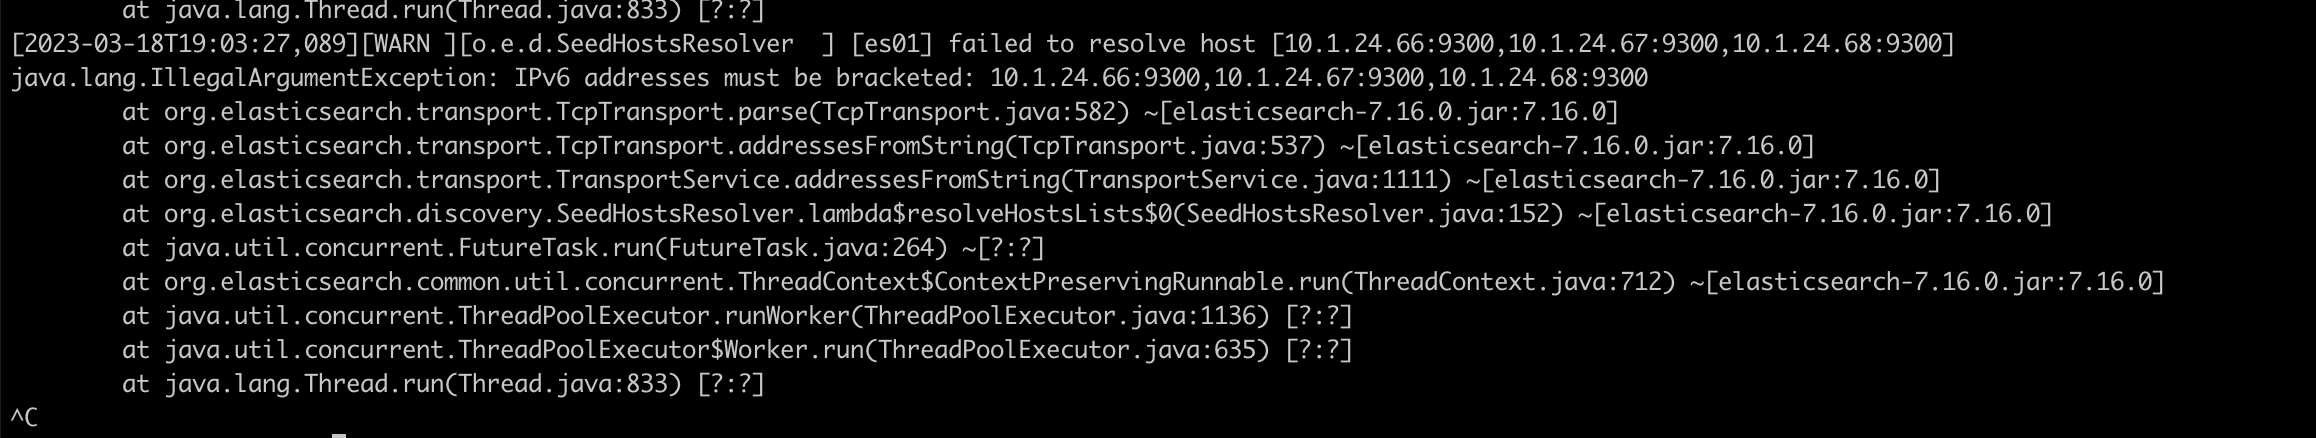 at java.lang.Thread.run(Thread.java:833) [?:?]
[2023-03-18T19:03:27,089][WARN ][o.e.d.SeedHostsResolver  ] [es01] failed to resolve host [10.1.24.66:9300,10.1.24.67:9300,10.1.24.68:9300]
java.lang.IllegalArgumentException: IPv6 addresses must be bracketed: 10.1.24.66:9300,10.1.24.67:9300,10.1.24.68:9300
at org.elasticsearch.transport.TcpTransport.parse(TcpTransport.java:582) ~[elasticsearch-7.16.0.jar:7.16.0]
at org.elasticsearch.transport.TcpTransport.addressesFromString(TcpTransport.java:537) ~[elasticsearch-7.16.0.jar:7.16.0]
at org.elasticsearch.transport.TransportService.addressesFromString(TransportService.java:1111) ~[elasticsearch-7.16.0.jar:7.16.0]
at org.elasticsearch.discovery.SeedHostsResolver.lambda$resolveHostsLists$0(SeedHostsResolver.java:152) ~[elasticsearch-7.16.0.jar:7.16.0]
at java.util.concurrent.FutureTask.run(FutureTask.java:264) ~[?:?]
at org.elasticsearch.common.util.concurrent.ThreadContext$ContextPreservingRunnable.run(ThreadContext.java:712) ~[elasticsearch-7.16.0.jar:7.16.0]
at java.util.concurrent.ThreadPoolExecutor.runWorker(ThreadPoolExecutor.java:1136) [?:?]
at java.util.concurrent.ThreadPoolExecutor$Worker.run(ThreadPoolExecutor.java:635) [?:?]
at java.lang.Thread.run(Thread.java:833) [?:?]
^C